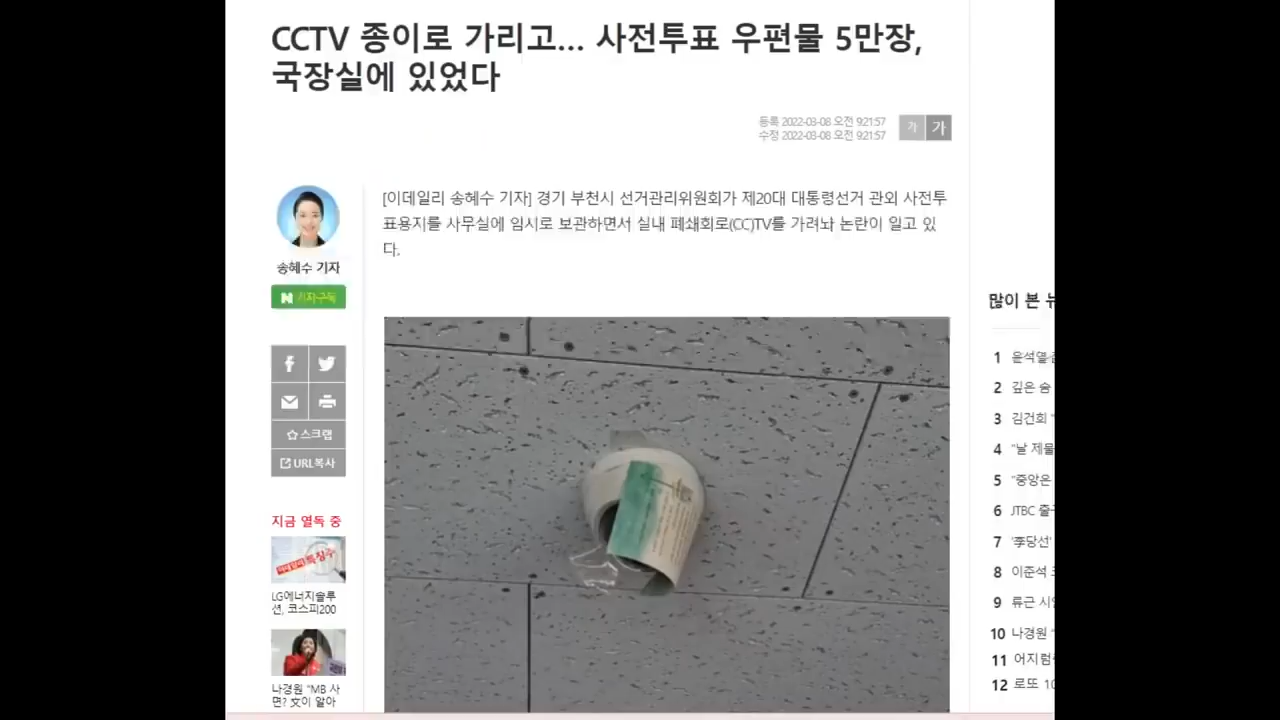 CCTV 종이로 가리고... 사전투표 우편물 5만장,
국장실에 있었다
등록 2022-03-08 오전 9:21:57
수정 2022-03-08 오전 9:21:57
가 가
[이데일리 송혜수 기자] 경기 부천시 선거관리위원회가 제20대 대통령선거 관외 사전투
표용지를 사무실에 임시로 보관하면서 실내 폐쇄회로(CC)TV를 가려놔 논란이 일고 있
다.
송혜수 기자
N 기자구독
스크랩
URL복사
지금 열독 중
LG에너지솔루
션, 코스피200
나경원 "MB 사
면? 文이 알아
많이 본 뉴
1 윤석열
2 깊은 숨
3 김건희 "
4 "날 제물
5 "중앙은
6 JTBC 출
7 '李당선'
8 이준석
9 류근 시
10 나경원 "
11 어지럼
12 로또 10